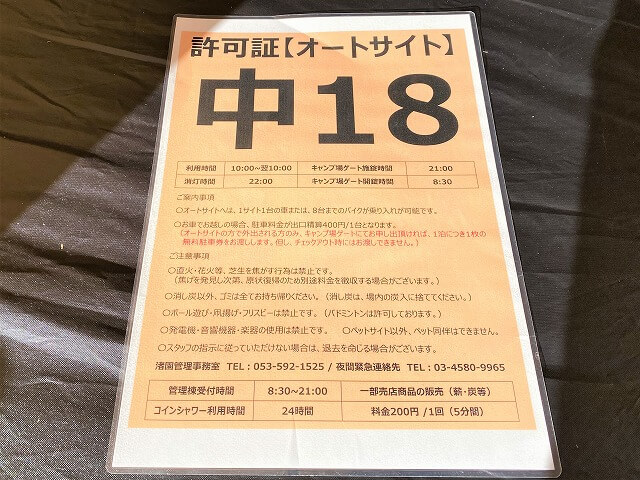 許可証【オートサイト】
中18
利用時間 10:00~翌10:00 キャンプ場ゲート施錠時間 21:00
消灯時間 22:00 キャンプ場ゲート開錠時間 8:30
ご案内事項
○オートサイトへは、1サイト1台の車または、8台までのバイクが乗り入れが可能です。
○お車でお越しの場合、駐車料金が出口精算400円/1台となります。
(オートサイトの方で外出される方のみ、キャンプ場ゲートにてお申し出頂ければ、1泊につき1枚の
無料駐車券をお渡しします。但し、チェックアウト時にはお渡しできません。)
ご注意事項
○直火・花火等、芝生を焦がす行為は禁止です。
(焦げを発見し次第、原状復帰のため別途料金を徴収する場合がございます。)
○消し炭以外、ゴミは全てお持ち帰りください。(消し炭は、場内の炭入に捨ててください。)
○ボール遊び・凧揚げ・フリスビーは禁止です。(バドミントンは許可しております。)
○発電機・音響機器・楽器の使用は禁止です。 ○ペットサイト以外、ペット同伴はできません。
○スタッフの指示に従っていただけない場合は、退去を命じる場合がございます。
渚園管理事務室 TEL:053-592-1525 / 夜間緊急連絡先 TEL:03-4580-9965
管理棟受付時間 8:30~21:00 一部売店商品の販売(薪・炭等)
コインシャワー利用時間 24時間 料金200円 /1回(5分間)